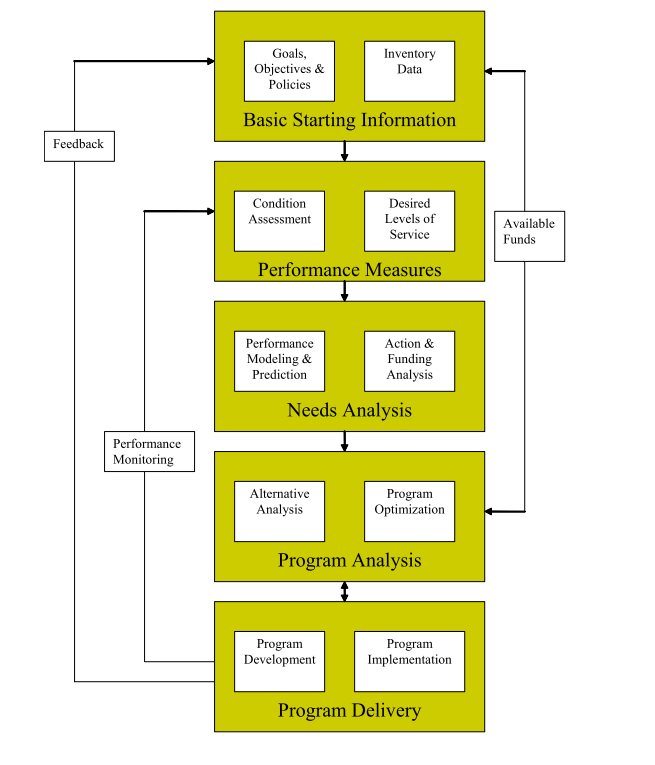 Goals,
Objectives &
Policies
Inventory
Data
Basic Starting Information
Feedback
Condition
Assessment
Desired
Levels of
Service
Performance Measures
Available
Funds
Performance
Modeling &
Prediction
Action &
Funding
Analysis
Needs Analysis
Performance
Monitoring
Alternative
Analysis
Program
Optimization
Program Analysis
Program
Development
Program
Implementation
Program Delivery